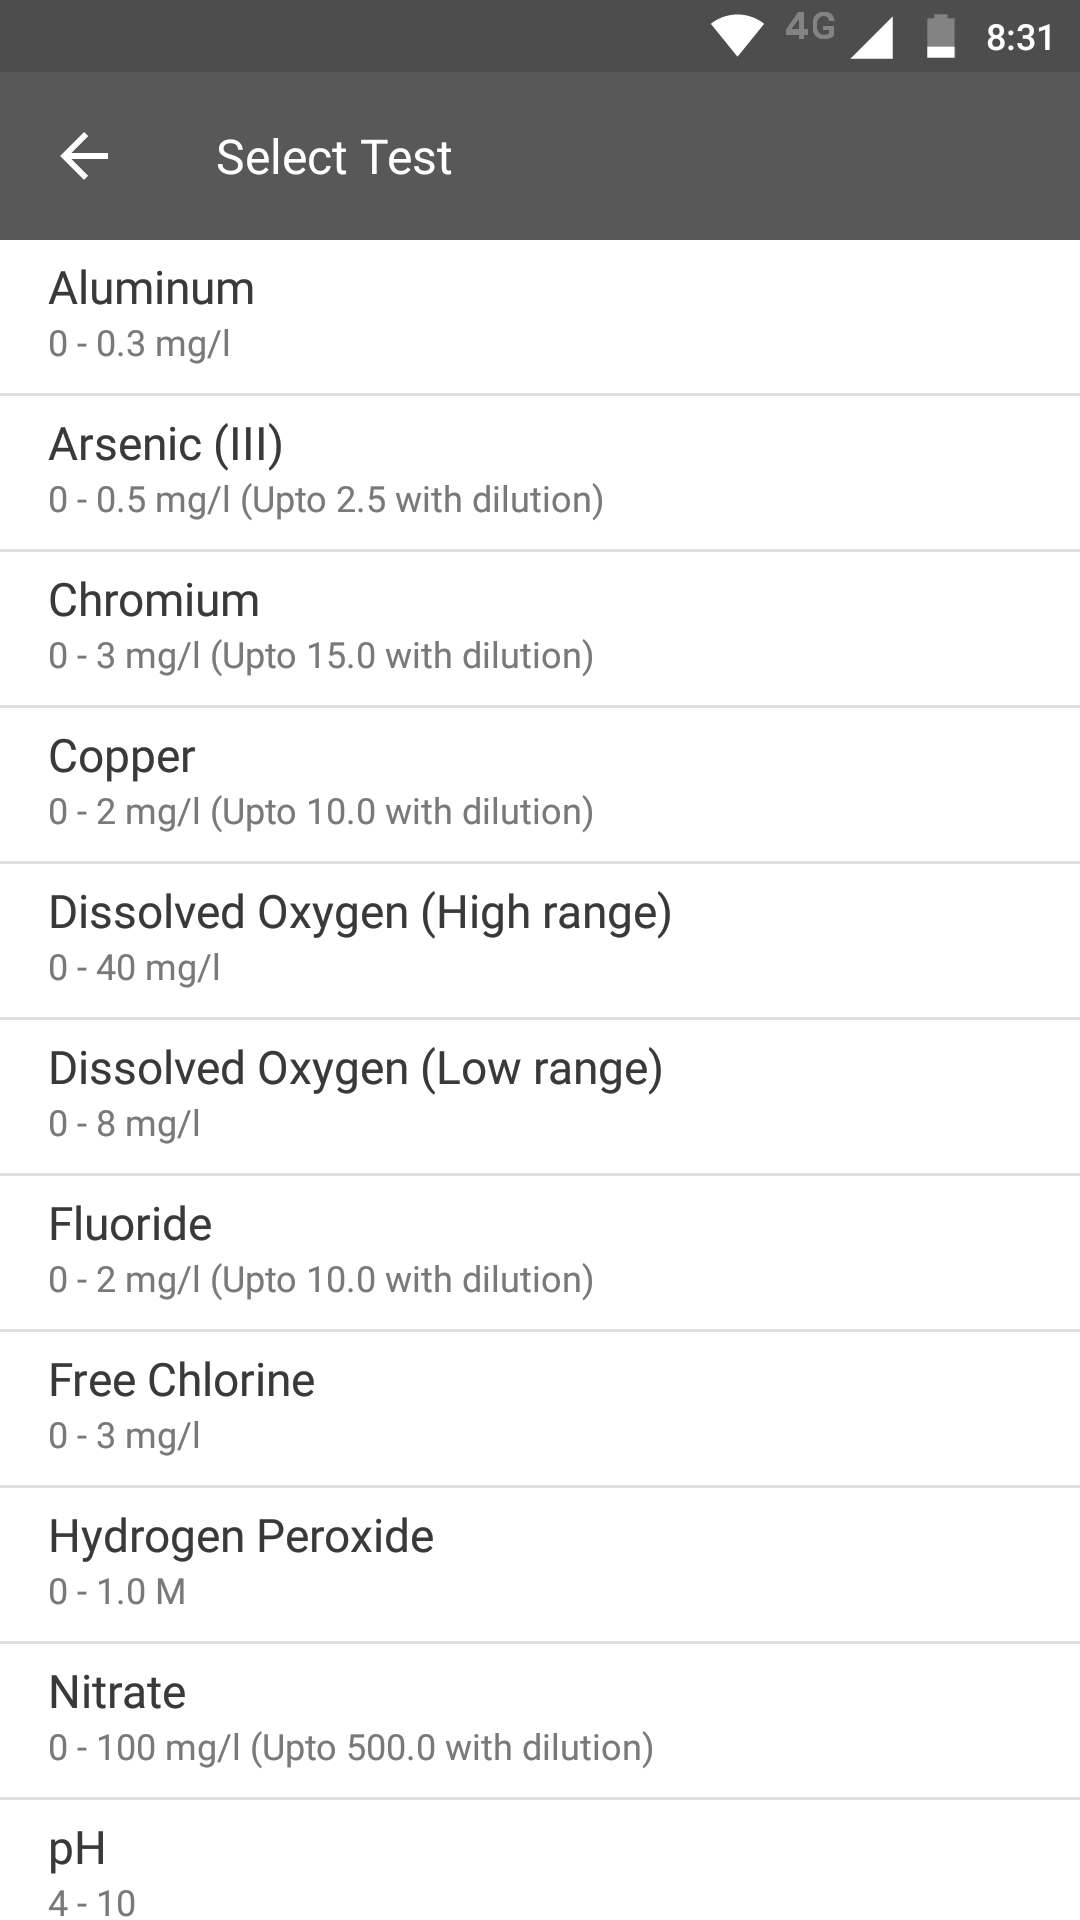 4G 8:31
Select Test
Aluminum
0 - 0.3 mg/l
Arsenic (III)
0 - 0.5 mg/l (Upto 2.5 with dilution)
Chromium
0 - 3 mg/l (Upto 15.0 with dilution)
Copper
0 - 2 mg/l (Upto 10.0 with dilution)
Dissolved Oxygen (High range)
0 - 40 mg/l
Dissolved Oxygen (Low range)
0 - 8 mg/l
Fluoride
0 - 2 mg/l (Upto 10.0 with dilution)
Free Chlorine
0 - 3 mg/l
Hydrogen Peroxide
0 - 1.0 M
Nitrate
0 - 100 mg/l (Upto 500.0 with dilution)
pH
4 - 10